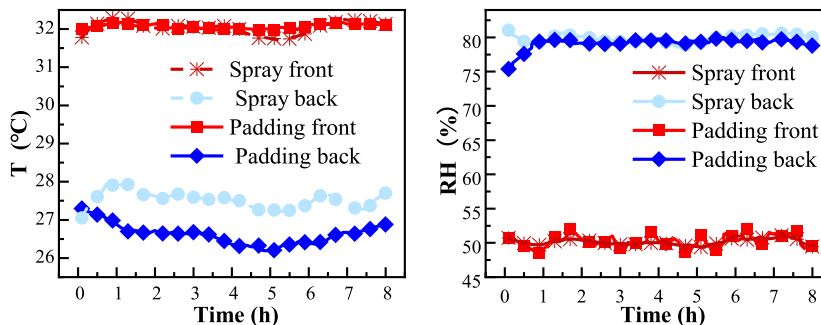 32
31
28
27
26
T (℃)
Spray front
Spray back
Padding front
Padding back
0 1 2 3 4 5 6 7 8
Time (h)
80
75
70
65
60
55
50
45
RH (%)
Spray front
Spray back
Padding front
Padding back
0 1 2 3 4 5 6 7 8
Time (h)